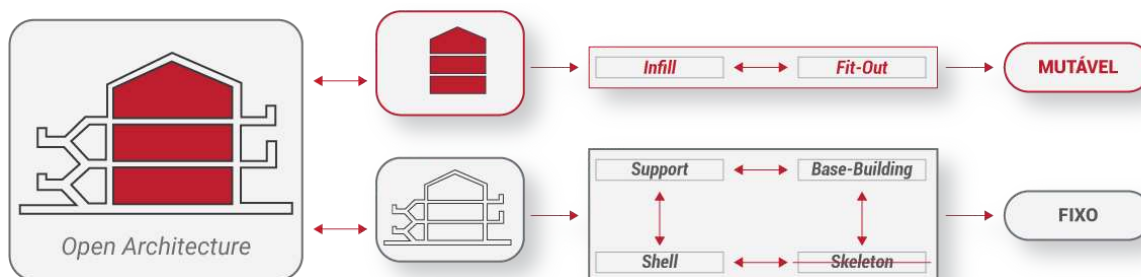 Infill
Fit-Out
MUTÁVEL
Support
Base-Building
FIXO
Shell
Skeleton
Open Architecture